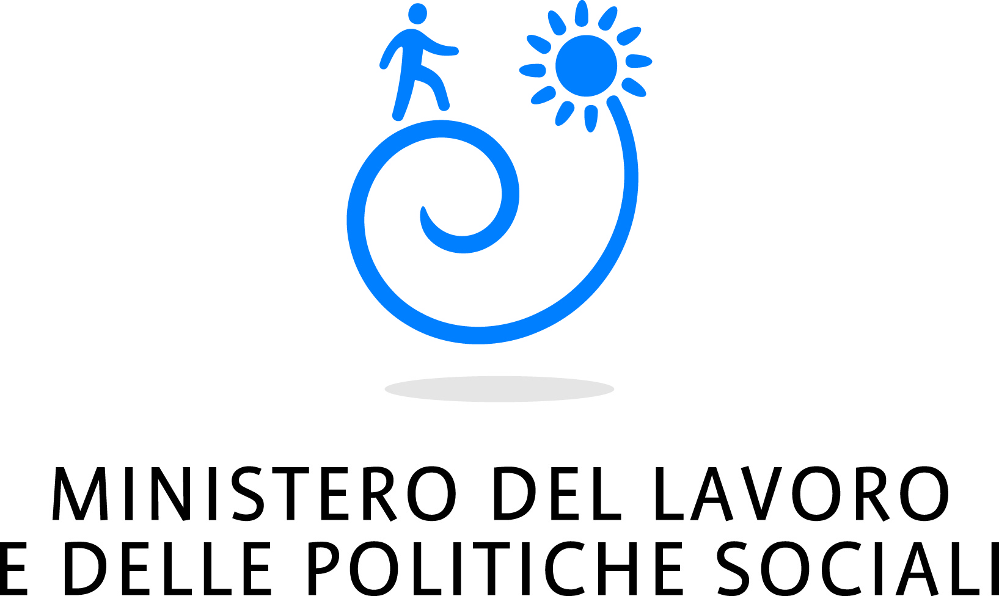 MINISTERO DEL LAVORO
E DELLE POLITICHE SOCIALI